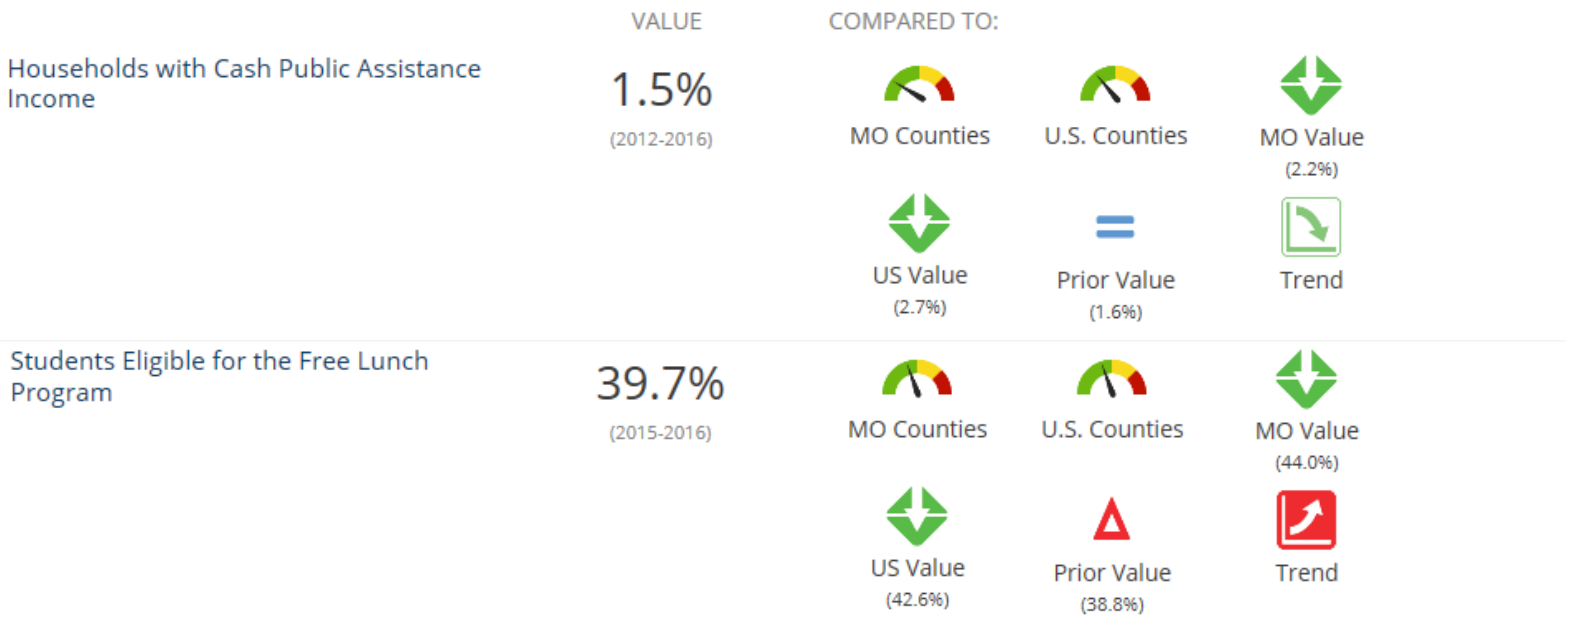 VALUE COMPARED TO:
Households with Cash Public Assistance
Income
1.5%
(2012-2016)
MO Counties U.S. Counties MO Value
(2.2%)
US Value Prior Value Trend
(2.7%) (1.6%)
Students Eligible for the Free Lunch
Program
39.7%
(2015-2016)
MO Counties U.S. Counties MO Value
(44.0%)
US Value Prior Value Trend
(42.6%) (38.8%)